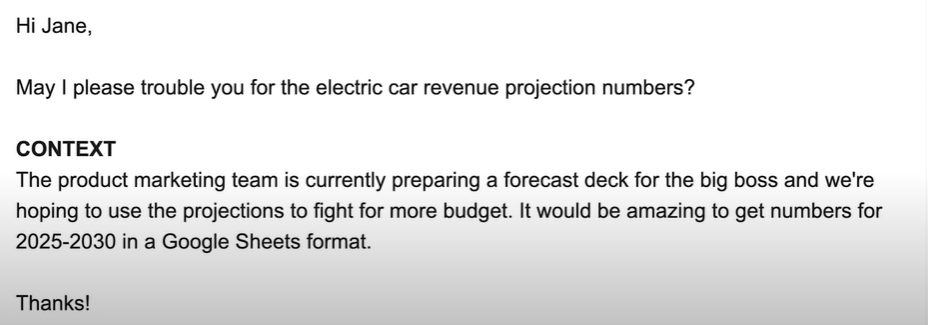 Hi Jane,
May I please trouble you for the electric car revenue projection numbers?
CONTEXT
The product marketing team is currently preparing a forecast deck for the big boss and we're
hoping to use the projections to fight for more budget. It would be amazing to get numbers for
2025-2030 in a Google Sheets format.
Thanks!